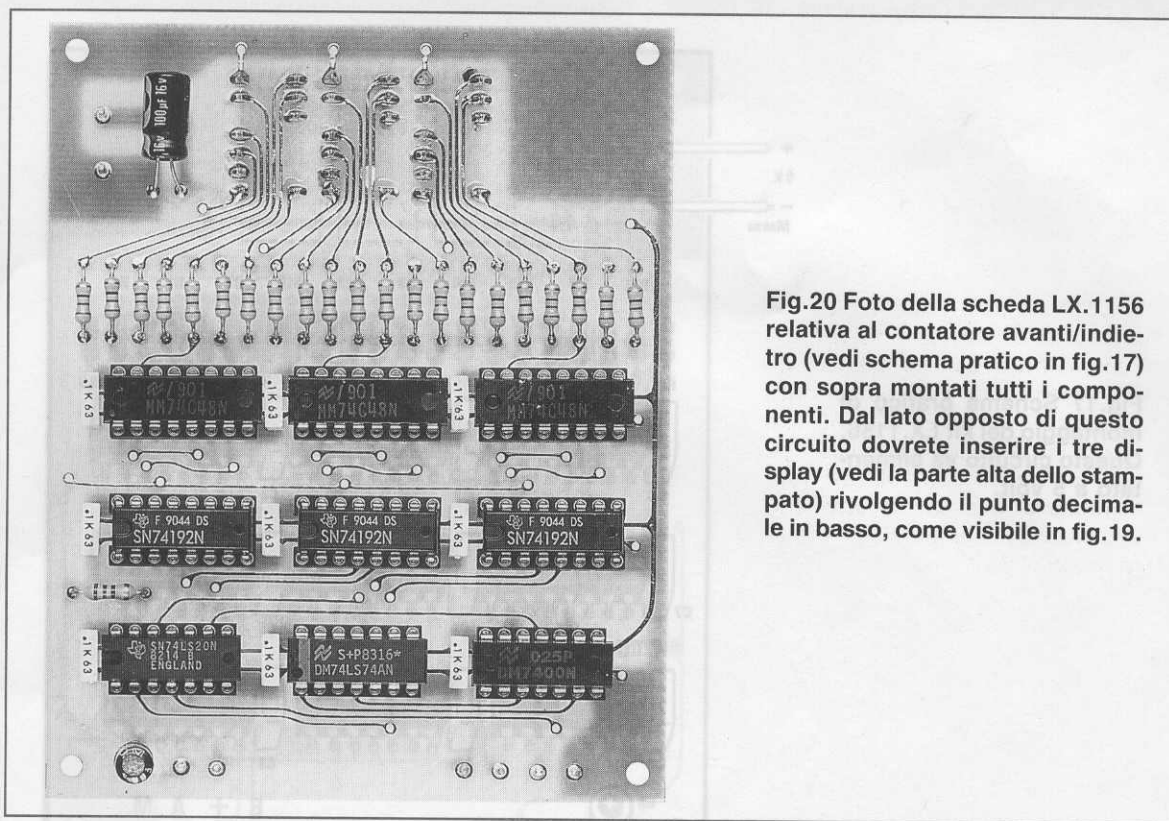 16V 100µF 16V
.1K63
/901
MM74C48N
.1K63
/901
MM74C48N
.1K63
/901
MM74C48N
.1K63
F 9044 DS
SN74192N
.1K63
F 9044 DS
SN74192N
.1K63
F 9044 DS
SN74192N
.1K63
SN74LS20N
8214 B
ENGLAND
.1K63
S+P8316*
DM74LS74AN
.1K63
025P
DM7400N
Fig.20 Foto della scheda LX.1156
relativa al contatore avanti/indie-
tro (vedi schema pratico in fig.17)
con sopra montati tutti i compo-
nenti. Dal lato opposto di questo
circuito dovrete inserire i tre di-
splay (vedi la parte alta dello stam-
pato) rivolgendo il punto decima-
le in basso, come visibile in fig.19.